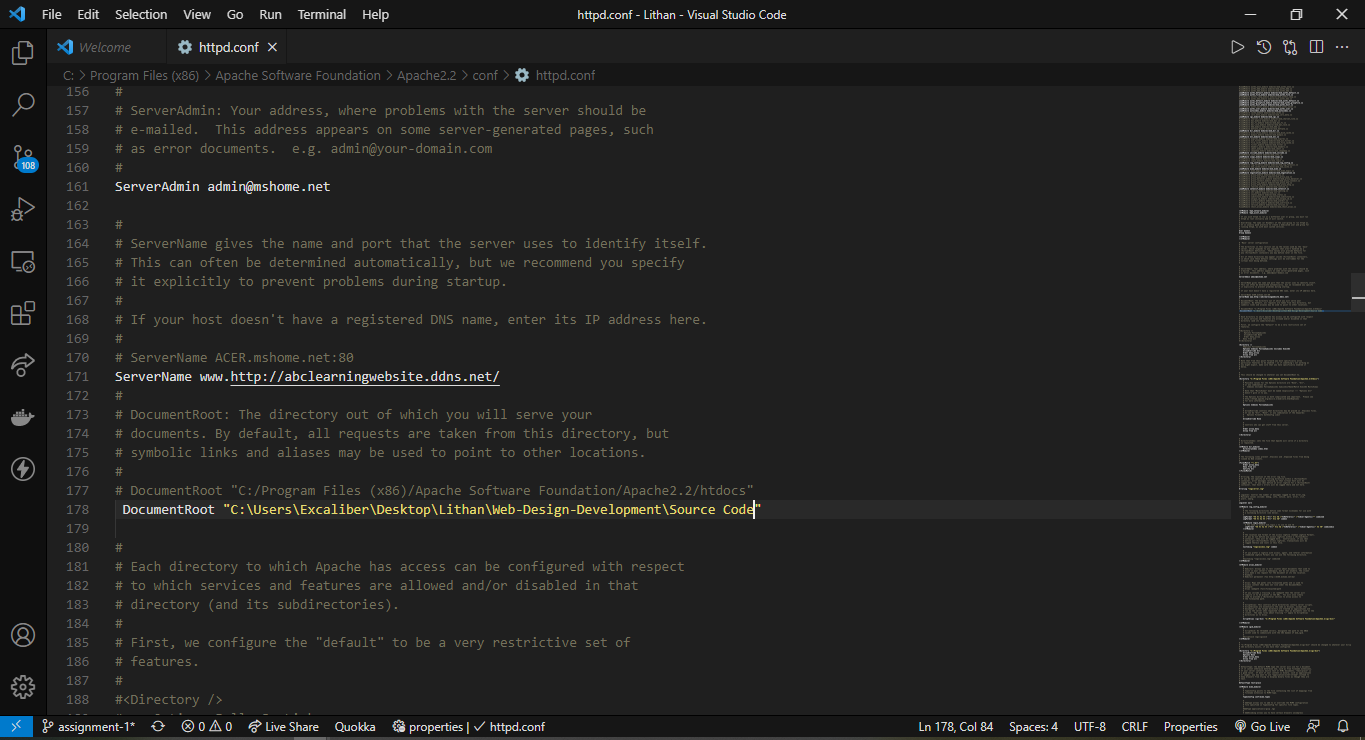 File Edit Selection View Go Run Terminal Help httpd.conf - Lithan - Visual Studio Code
Welcome httpd.conf
C: > Program Files (x86) > Apache Software Foundation > Apache2.2 > conf > httpd.conf
156 #
157 # ServerAdmin: Your address, where problems with the server should be
158 # e-mailed.  This address appears on some server-generated pages, such
159 # as error documents.  e.g. admin@your-domain.com
160 #
161 ServerAdmin admin@mshome.net
162
163 #
164 # ServerName gives the name and port that the server uses to identify itself.
165 # This can often be determined automatically, but we recommend you specify
166 # it explicitly to prevent problems during startup.
167 #
168 # If your host doesn't have a registered DNS name, enter its IP address here.
169 #
170 # ServerName ACER.mshome.net:80
171 ServerName www.http://abclearningwebsite.ddns.net/
172 #
173 # DocumentRoot: The directory out of which you will serve your
174 # documents. By default, all requests are taken from this directory, but
175 # symbolic links and aliases may be used to point to other locations.
176 #
177 # DocumentRoot "C:/Program Files (x86)/Apache Software Foundation/Apache2.2/htdocs"
178 DocumentRoot "C:\Users\Excaliber\Desktop\Lithan\Web-Design-Development\Source Code"
179
180 #
181 # Each directory to which Apache has access can be configured with respect
182 # to which services and features are allowed and/or disabled in that
183 # directory (and its subdirectories).
184 #
185 # First, we configure the "default" to be a very restrictive set of
186 # features.
187 #
188 #<Directory />
108
assignment-1* 0 0 Live Share Quokka properties | ✓ httpd.conf Ln 178, Col 84 Spaces: 4 UTF-8 CRLF Properties Go Live